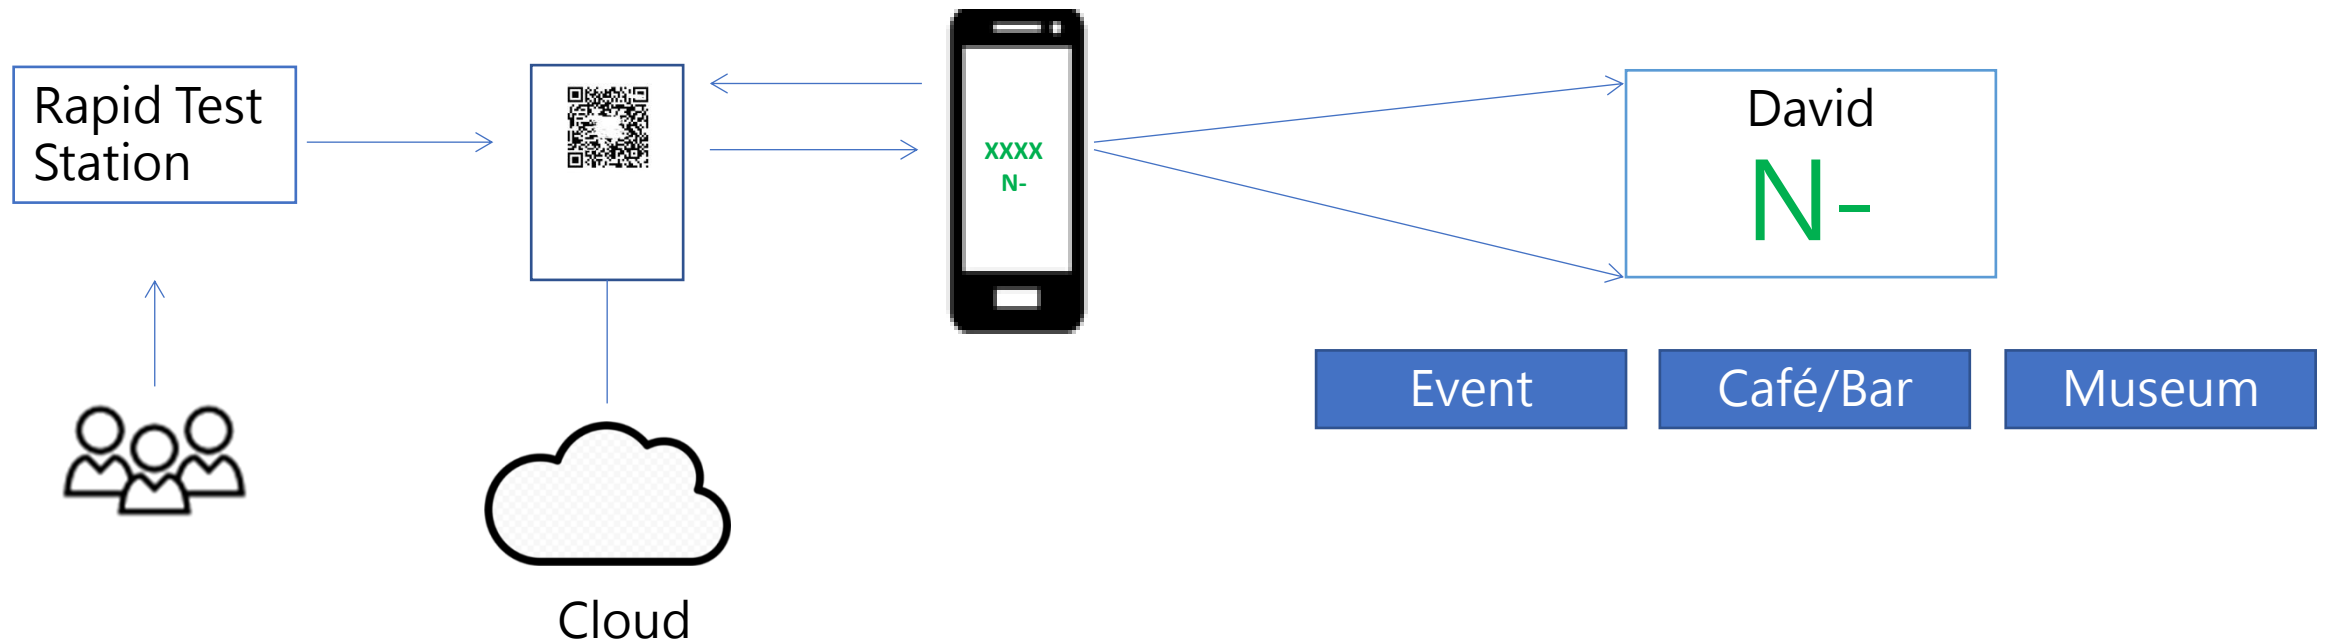 Rapid Test
Station
XXXX
N-
David
N-
Event
Café/Bar
Museum
Cloud